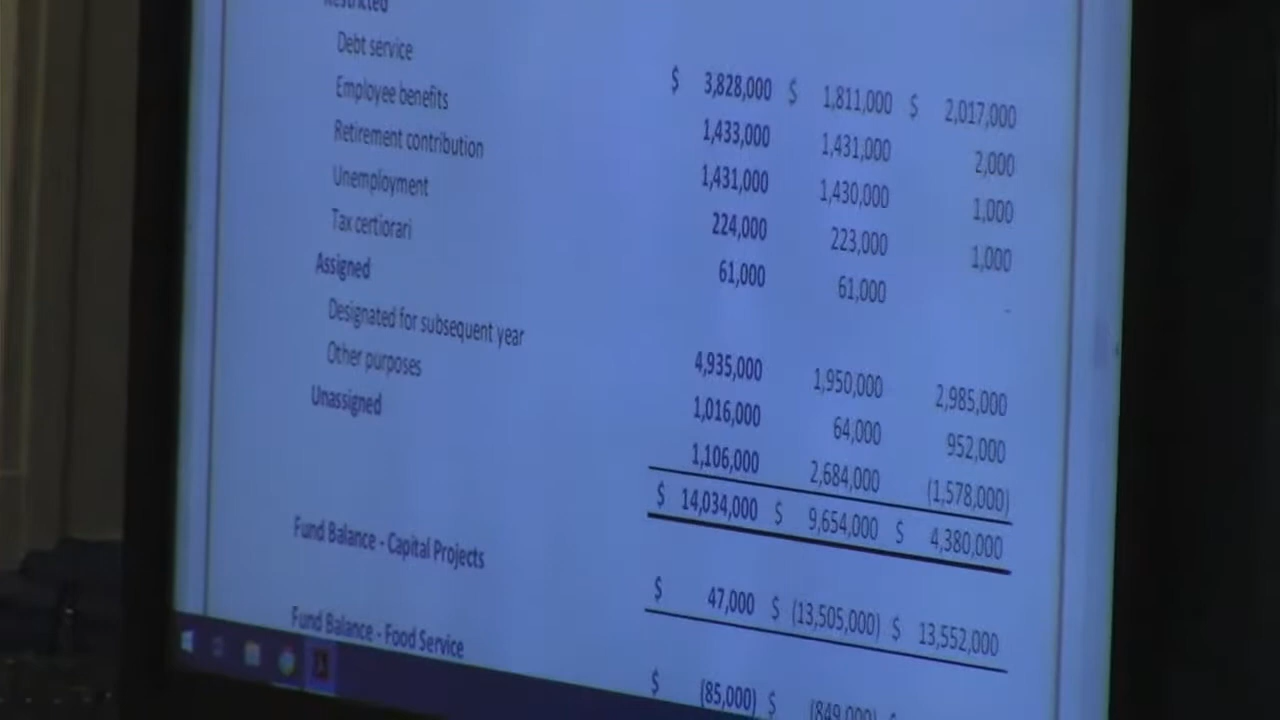 Restricted
Debt service $ 3,828,000 $ 1,811,000 $ 2,017,000
Employee benefits 1,433,000 1,431,000 2,000
Retirement contribution 1,431,000 1,430,000 1,000
Unemployment 224,000 223,000 1,000
Tax certiorari 61,000 61,000 -
Assigned
Designated for subsequent year 4,935,000 1,950,000 2,985,000
Other purposes 1,016,000 64,000 952,000
Unassigned 1,106,000 2,684,000 (1,578,000)
$ 14,034,000 $ 9,654,000 $ 4,380,000
Fund Balance - Capital Projects $ 47,000 $ (13,505,000) $ 13,552,000
Fund Balance - Food Service $ (85,000) $ (849,000)